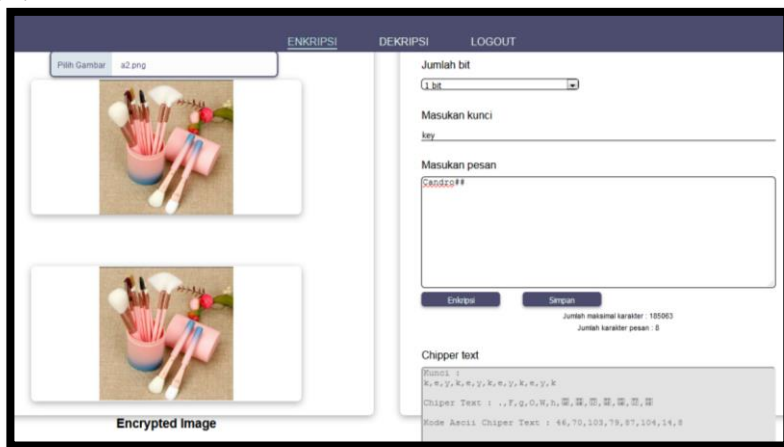 ENKRIPSI DEKRIPSI LOGOUT
Pilih Gambar a2.png
Encrypted Image
Jumlah bit
1 bit
Masukan kunci
key
Masukan pesan
Candro##
Enkripsi Simpan
Jumlah maksimal karakter : 185063
Jumlah karakter pesan : 8
Chipper text
Kunci :
k,e,y,k,e,y,k,e,y,k,e,y,k
Chiper Text : .,F,g,O,W,h,
Kode Ascii Chiper Text : 46,70,103,79,87,104,14,8